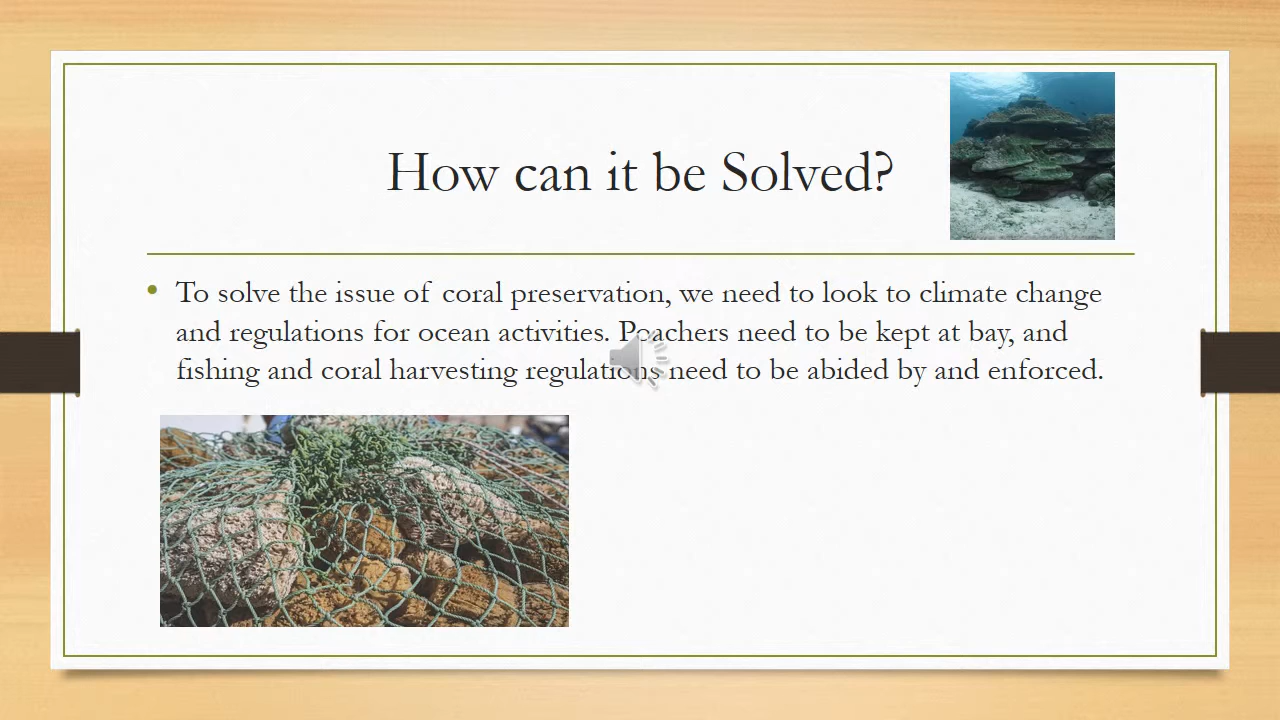 How can it be Solved?
• To solve the issue of coral preservation, we need to look to climate change
and regulations for ocean activities. Poachers need to be kept at bay, and
fishing and coral harvesting regulations need to be abided by and enforced.